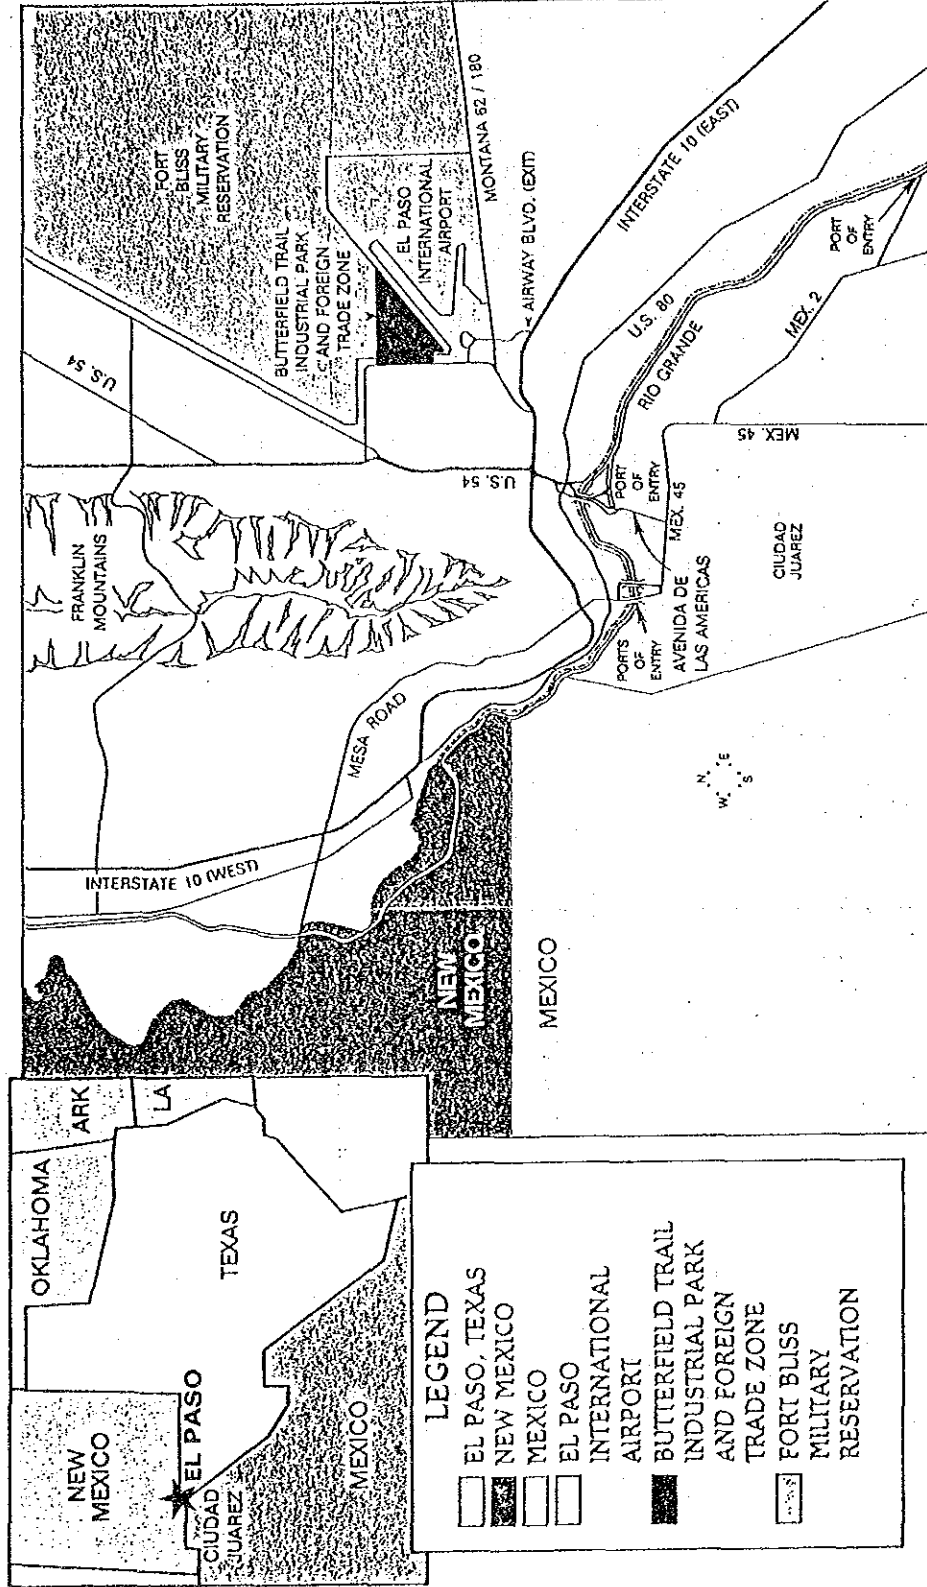 NEW
MEXICO
OKLAHOMA
ARK
LA
TEXAS
EL PASO
CIUDAD
JUAREZ
MEXICO
LEGEND
EL PASO, TEXAS
NEW MEXICO
MEXICO
EL PASO
INTERNATIONAL
AIRPORT
BUTTERFIELD TRAIL
INDUSTRIAL PARK
AND FOREIGN
TRADE ZONE
FORT BLISS
MILITARY
RESERVATION
INTERSTATE 10 (WEST)
MESA ROAD
FRANKLIN
MOUNTAINS
U.S. 54
FORT
BLISS
MILITARY
RESERVATION
BUTTERFIELD TRAIL
INDUSTRIAL PARK
AND FOREIGN
TRADE ZONE
EL PASO
INTERNATIONAL
AIRPORT
MONTANA 62 / 180
AIRWAY BLVD. (EXIT)
U.S. 54
INTERSTATE 10 (EAST)
U.S. 80
RIO GRANDE
PORT
OF
ENTRY
MEX. 2
NEW
MEXICO
MEXICO
N
E
S
W
PORTS
OF
ENTRY
AVENIDA DE
LAS AMERICAS
PORT
OF
ENTRY
MEX. 45
MEX. 45
CIUDAD
JUAREZ